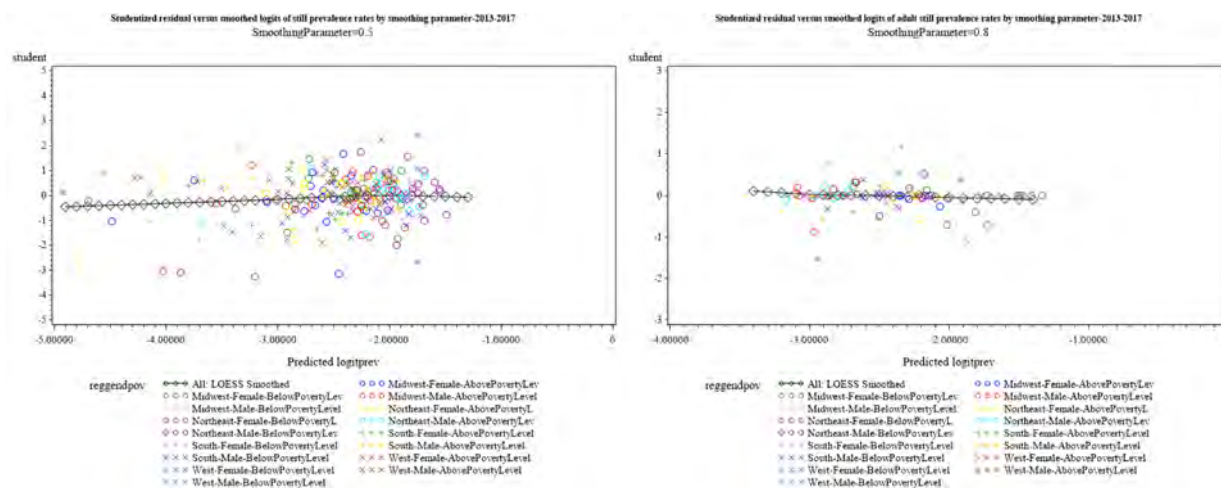 Studentized residual versus smoothed logits of still prevalence rates by smoothing parameter-2013-2017
SmoothingParameter=0.5
student
5
4
3
2
1
0
-1
-2
-3
-4
-5
-5.00000 -4.00000 -3.00000 -2.00000 -1.00000 0
Predicted logitprev
reggendpov
All: LOESS Smoothed
Midwest-Female-AbovePovertyLev
Midwest-Female-BelowPovertyLev
Midwest-Male-AbovePovertyLevel
Midwest-Male-BelowPovertyLevel
Northeast-Female-AbovePovertyL
Northeast-Female-BelowPovertyL
Northeast-Male-AbovePovertyLev
Northeast-Male-BelowPovertyLev
South-Female-AbovePovertyLevel
South-Female-BelowPovertyLevel
South-Male-AbovePovertyLevel
South-Male-BelowPovertyLevel
West-Female-AbovePovertyLevel
West-Female-BelowPovertyLevel
West-Male-AbovePovertyLevel
West-Male-BelowPovertyLevel
Studentized residual versus smoothed logits of adult still prevalence rates by smoothing parameter-2013-2017
SmoothingParameter=0.8
student
3
2
1
0
-1
-2
-3
-4.00000 -3.00000 -2.00000 -1.00000
Predicted logitprev
reggendpov
All: LOESS Smoothed
Midwest-Female-AbovePovertyLev
Midwest-Female-BelowPovertyLev
Midwest-Male-AbovePovertyLevel
Midwest-Male-BelowPovertyLevel
Northeast-Female-AbovePovertyL
Northeast-Female-BelowPovertyL
Northeast-Male-AbovePovertyLev
Northeast-Male-BelowPovertyLev
South-Female-AbovePovertyLevel
South-Female-BelowPovertyLevel
South-Male-AbovePovertyLevel
South-Male-BelowPovertyLevel
West-Female-AbovePovertyLevel
West-Female-BelowPovertyLevel
West-Male-AbovePovertyLevel
West-Male-BelowPovertyLevel